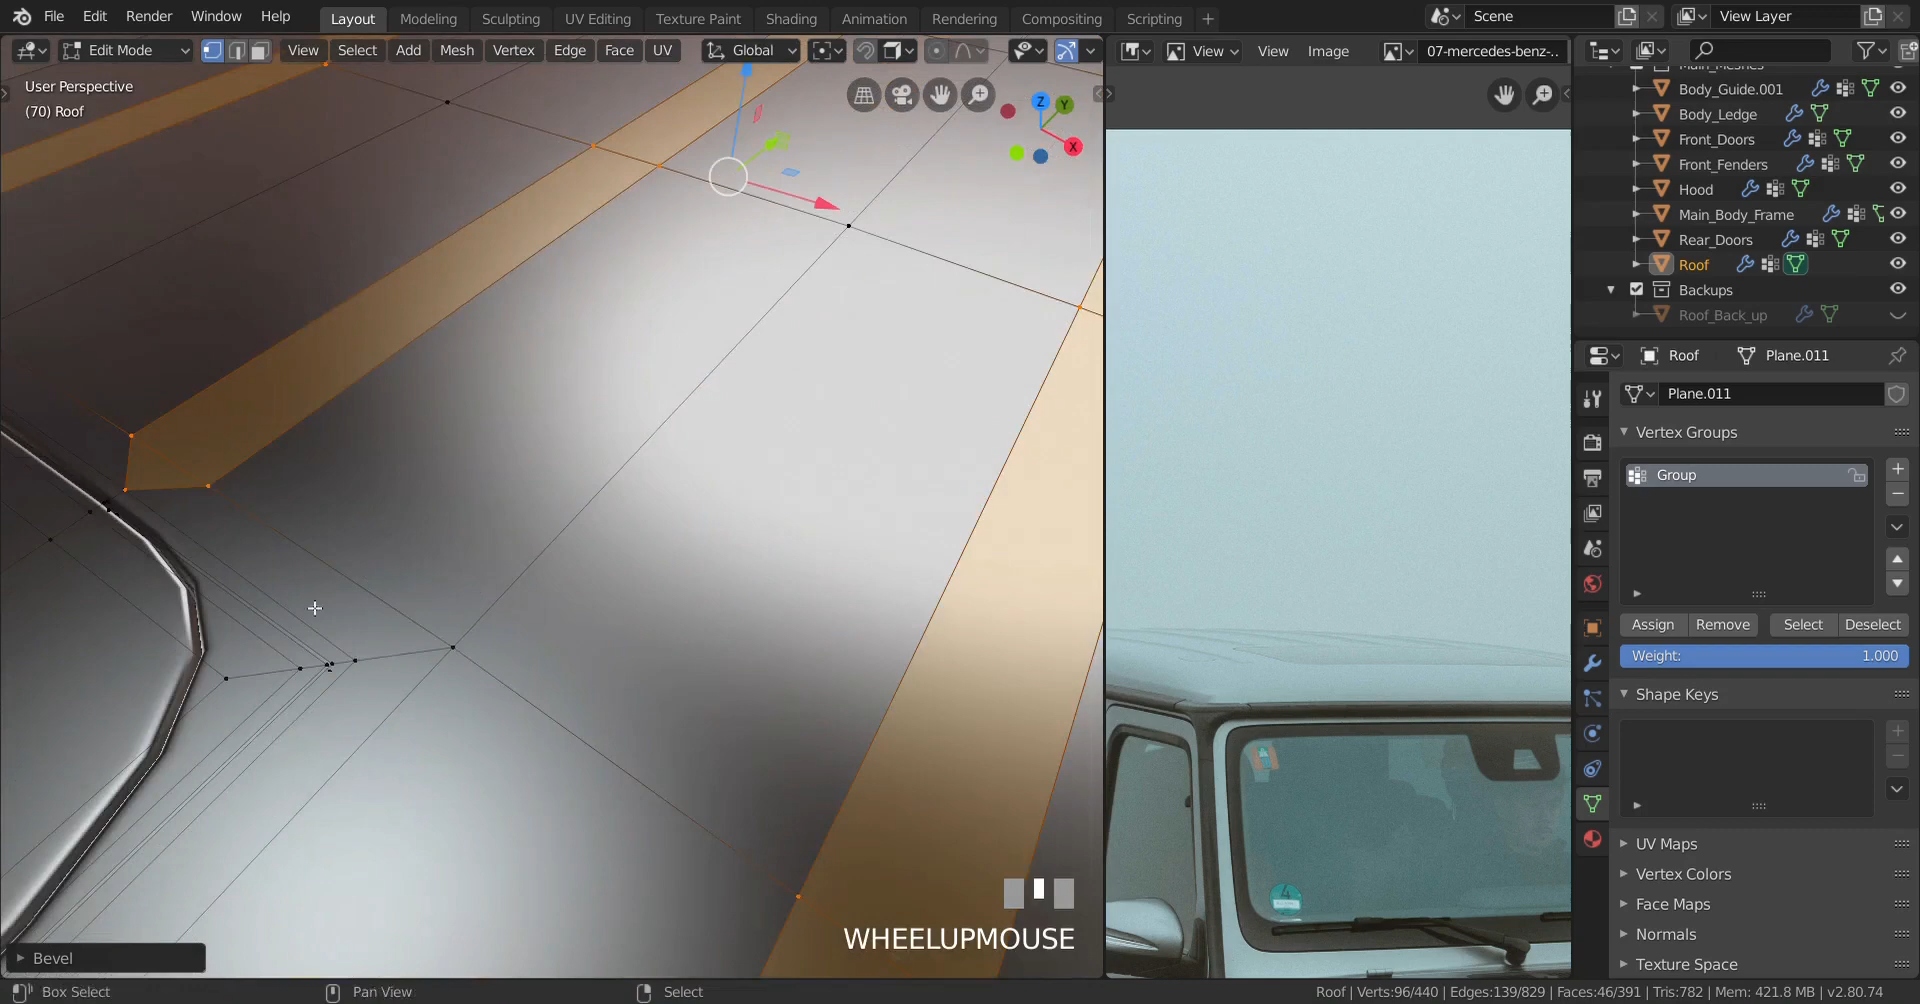 File Edit Render Window Help Layout Modeling Sculpting UV Editing Texture Paint Shading Animation Rendering Compositing Scripting + Scene View Layer
Edit Mode View Select Add Mesh Vertex Edge Face UV Global View View Image 07-mercedes-benz-..
User Perspective
(70) Roof
Z
Y
X
Main_Meshes
Body_Guide.001
Body_Ledge
Front_Doors
Front_Fenders
Hood
Main_Body_Frame
Rear_Doors
Roof
Backups
Roof_Back_up
Roof Plane.011
Plane.011
Vertex Groups
Group
Assign Remove Select Deselect
Weight: 1.000
Shape Keys
UV Maps
Vertex Colors
Face Maps
Normals
Texture Space
WHEELUPMOUSE
Bevel
Box Select Pan View Select Roof | Verts:96/440 | Edges:139/829 | Faces:46/391 | Tris:782 | Mem: 421.8 MB | v2.80.74